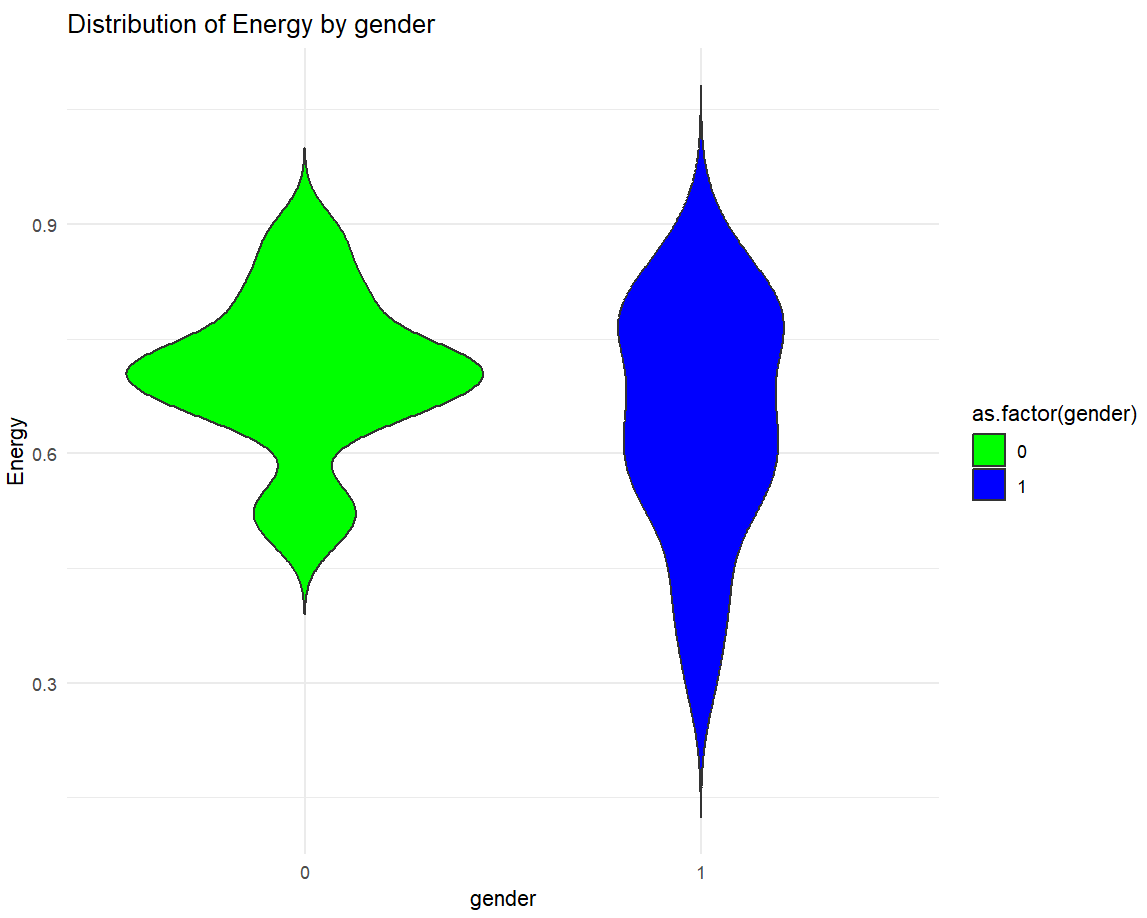 Distribution of Energy by gender
0.9
0.6
0.3
Energy
0
1
gender
as.factor(gender)
0
1